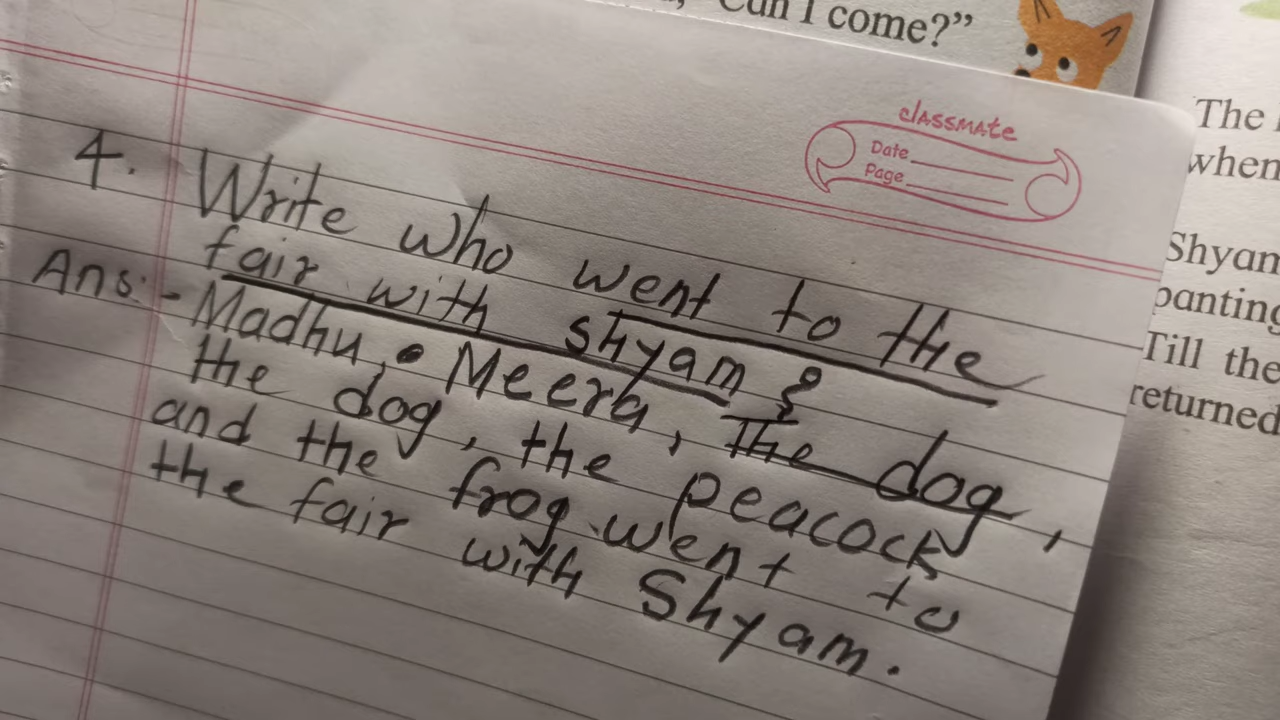 "Can I come?"
classmate
Date
Page
4. Write who went to the
fair with shyam?
Ans:- Madhu, Meera, the dog,
the dog, the peacock
and the frog went to
the fair with Shyam.
The
when
Shyam
panting
Till the
returned